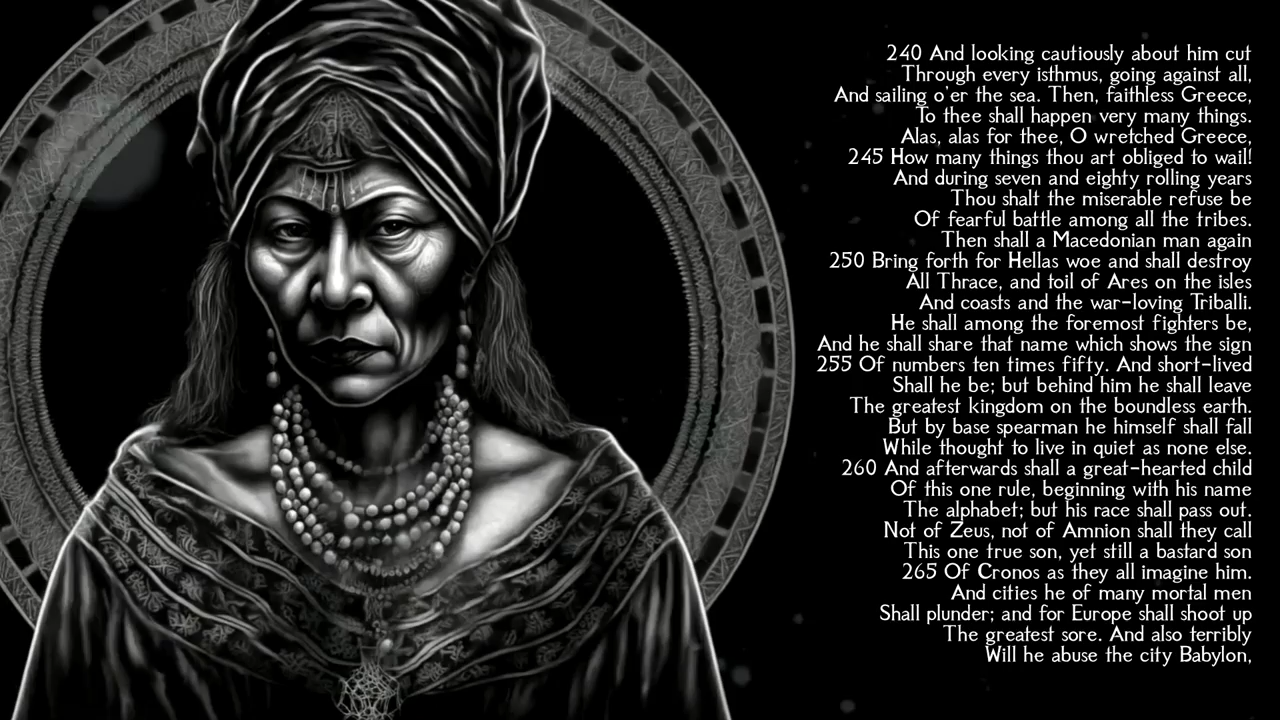 240 And looking cautiously about him cut
Through every isthmus, going against all,
And sailing o'er the sea. Then, faithless Greece,
To thee shall happen very many things.
Alas, alas for thee, O wretched Greece,
245 How many things thou art obliged to wail!
And during seven and eighty rolling years
Thou shalt the miserable refuse be
Of fearful battle among all the tribes.
Then shall a Macedonian man again
250 Bring forth for Hellas woe and shall destroy
All Thrace, and toil of Ares on the isles
And coasts and the war-loving Triballi.
He shall among the foremost fighters be,
And he shall share that name which shows the sign
255 Of numbers ten times fifty. And short-lived
Shall he be; but behind him he shall leave
The greatest kingdom on the boundless earth.
But by base spearman he himself shall fall
While thought to live in quiet as none else.
260 And afterwards shall a great-hearted child
Of this one rule, beginning with his name
The alphabet; but his race shall pass out.
Not of Zeus, not of Amnion shall they call
This one true son, yet still a bastard son
265 Of Cronos as they all imagine him.
And cities he of many mortal men
Shall plunder; and for Europe shall shoot up
The greatest sore. And also terribly
Will he abuse the city Babylon,